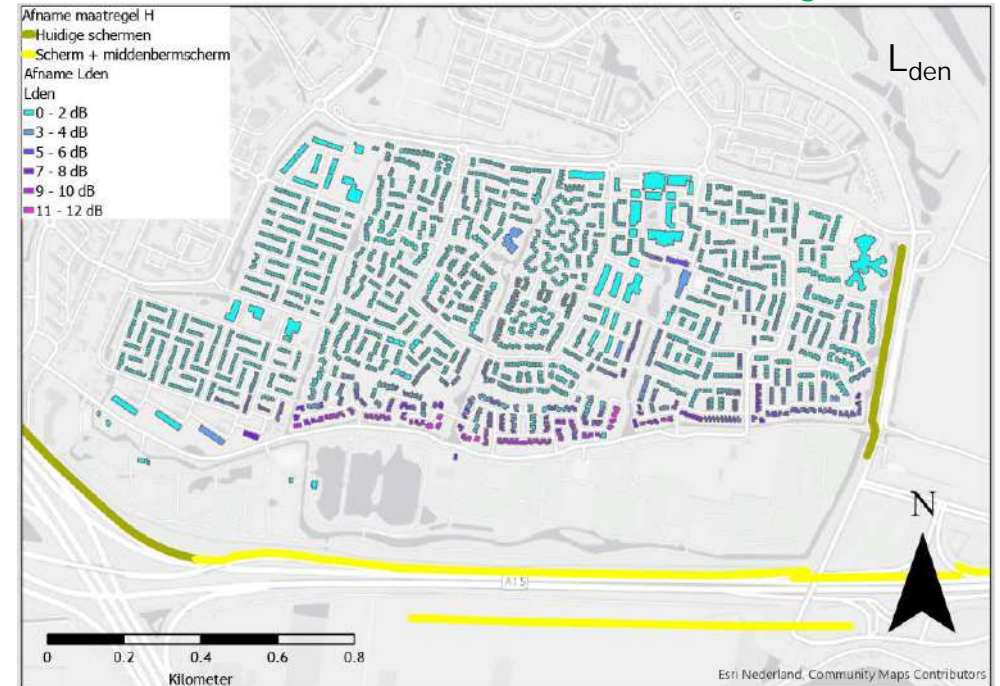 Afname maatregel H
Huidige schermen
Scherm + middenbermscherm
Afname Lden
Lden
0 - 2 dB
3 - 4 dB
5 - 6 dB
7 - 8 dB
9 - 10 dB
11 - 12 dB
Lden
N
A15
0 0.2 0.4 0.6 0.8
Kilometer
Esri Nederland, Community Maps Contributors